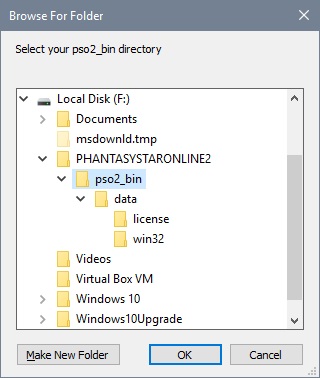 Browse For Folder
Select your pso2_bin directory
Local Disk (F:)
Documents
msdownld.tmp
PHANTASYSTARONLINE2
pso2_bin
data
license
win32
Videos
Virtual Box VM
Windows 10
Windows10Upgrade
Make New Folder OK Cancel